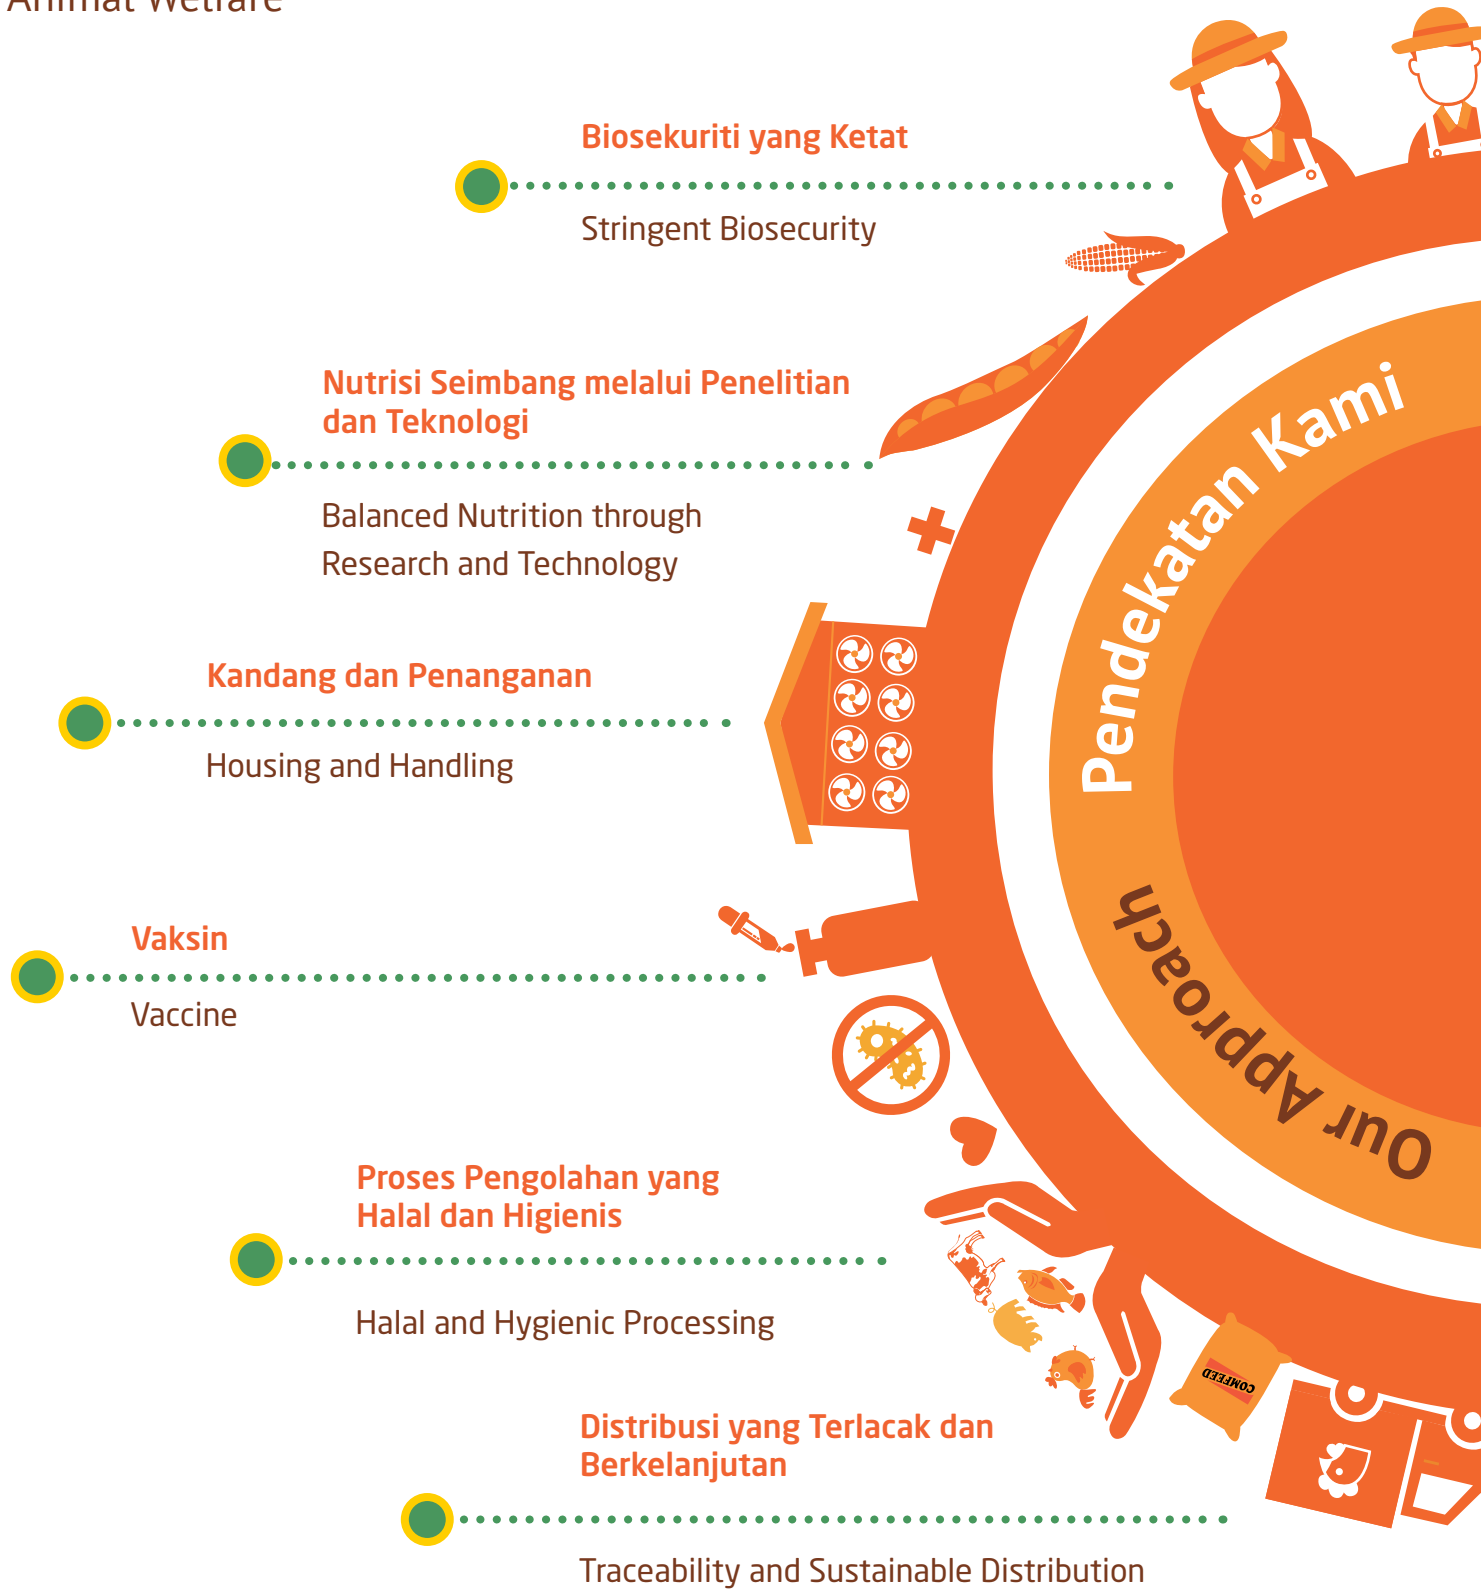 Animal Welfare
Biosekuriti yang Ketat
Stringent Biosecurity
Nutrisi Seimbang melalui Penelitian
dan Teknologi
Balanced Nutrition through
Research and Technology
Kandang dan Penanganan
Housing and Handling
Vaksin
Vaccine
Proses Pengolahan yang
Halal dan Higienis
Halal and Hygienic Processing
Distribusi yang Terlacak dan
Berkelanjutan
Traceability and Sustainable Distribution
Pendekatan Kami
Our Approach
COMFEED